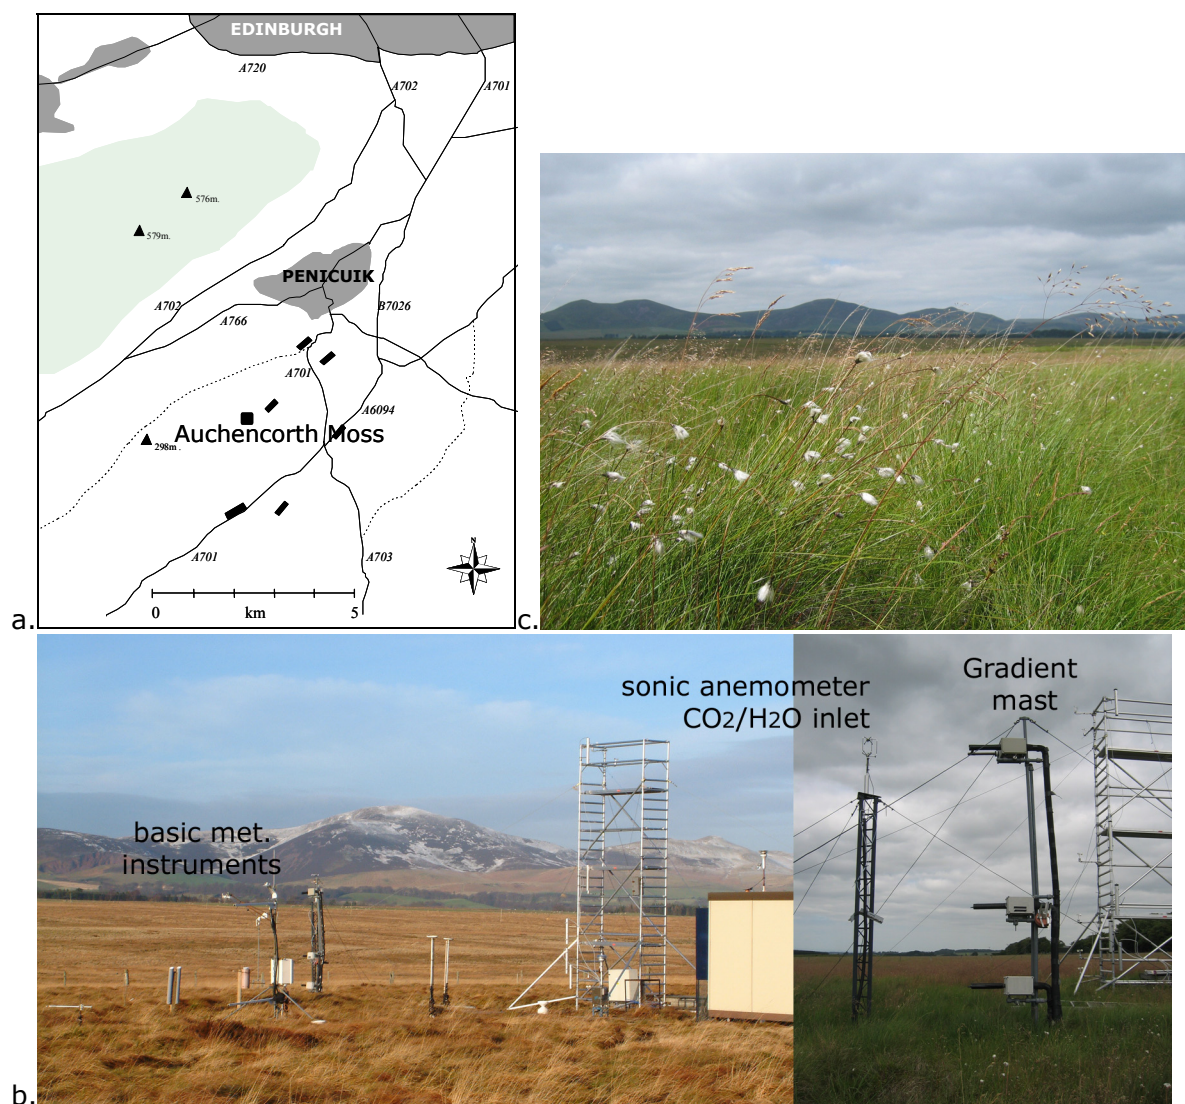 EDINBURGH
A720
A702
A701
576m.
579m.
PENICUIK
A702
A766
B7026
A701
A6094
Auchencorth Moss
298m.
A701
A703
N
0 km 5
a.
c.
sonic anemometer
CO2/H2O inlet
Gradient
mast
basic met.
instruments
b.